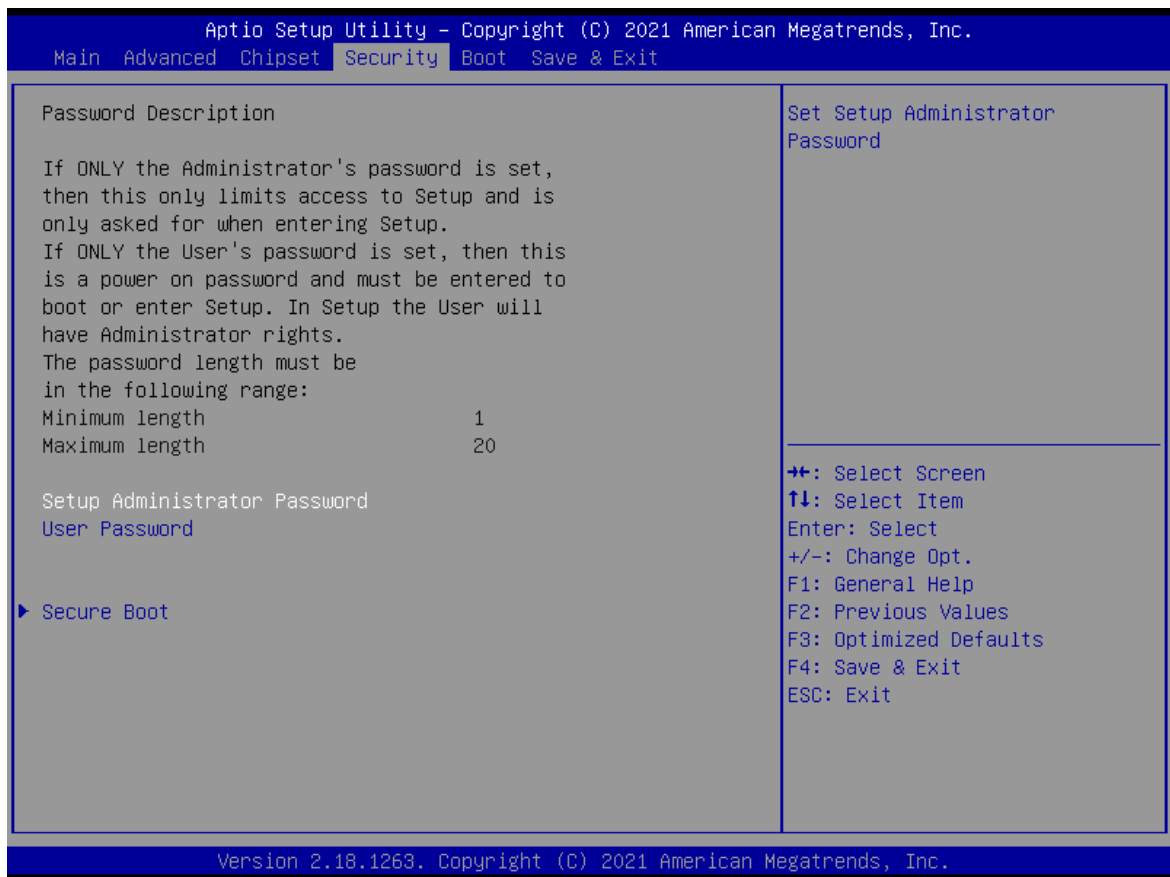 Aptio Setup Utility – Copyright (C) 2021 American Megatrends, Inc.
Main Advanced Chipset Security Boot Save & Exit
Password Description
If ONLY the Administrator's password is set,
then this only limits access to Setup and is
only asked for when entering Setup.
If ONLY the User's password is set, then this
is a power on password and must be entered to
boot or enter Setup. In Setup the User will
have Administrator rights.
The password length must be
in the following range:
Minimum length 1
Maximum length 20
Setup Administrator Password
User Password
Secure Boot
Set Setup Administrator
Password
→←: Select Screen
↑↓: Select Item
Enter: Select
+/-: Change Opt.
F1: General Help
F2: Previous Values
F3: Optimized Defaults
F4: Save & Exit
ESC: Exit
Version 2.18.1263. Copyright (C) 2021 American Megatrends, Inc.